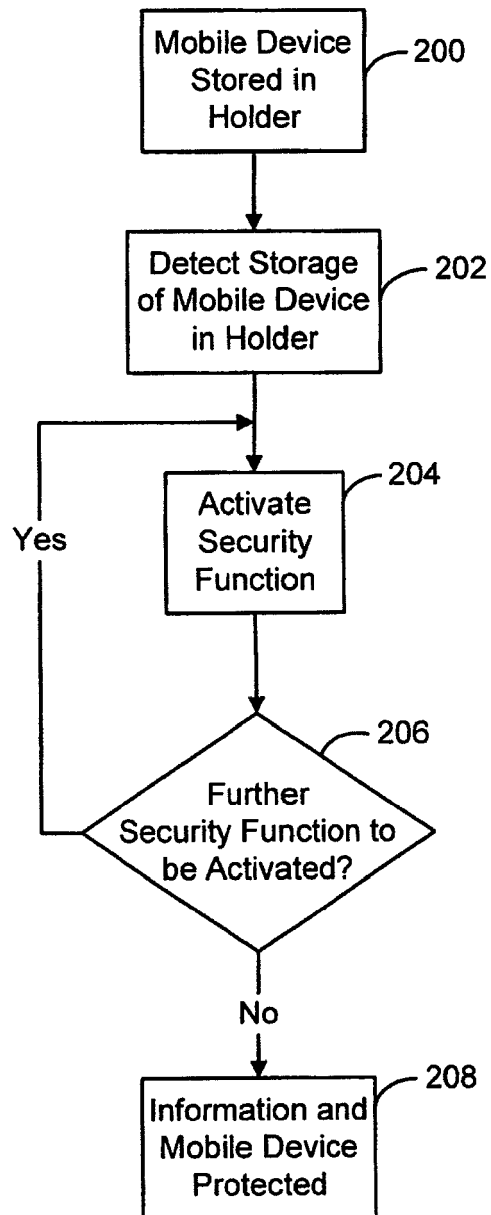 Mobile Device
Stored in
Holder
200
Detect Storage
of Mobile Device
in Holder
202
Activate
Security
Function
204
Yes
Further
Security Function to
be Activated?
206
No
Information and
Mobile Device
Protected
208